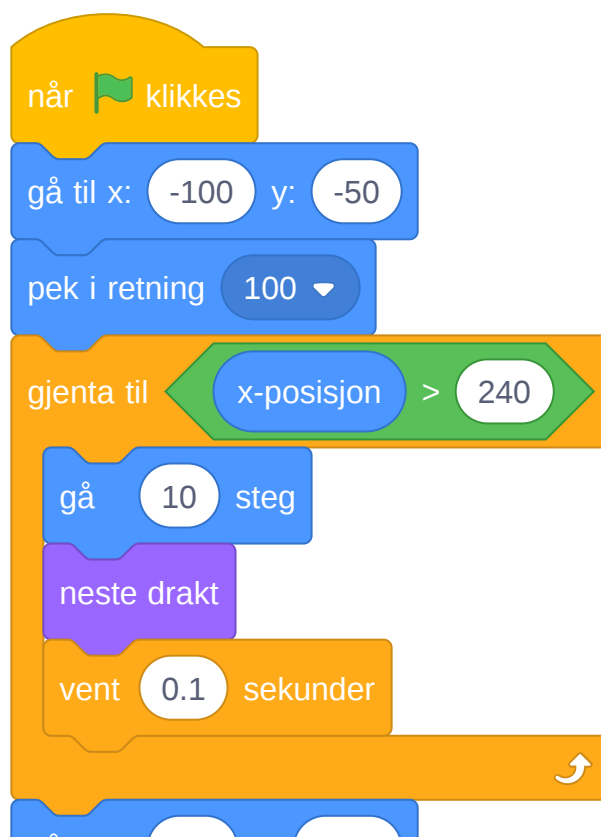 når klikkes
gå til x: -100 y: -50
pek i retning 100
gjenta til x-posisjon > 240
gå 10 steg
neste drakt
vent 0.1 sekunder